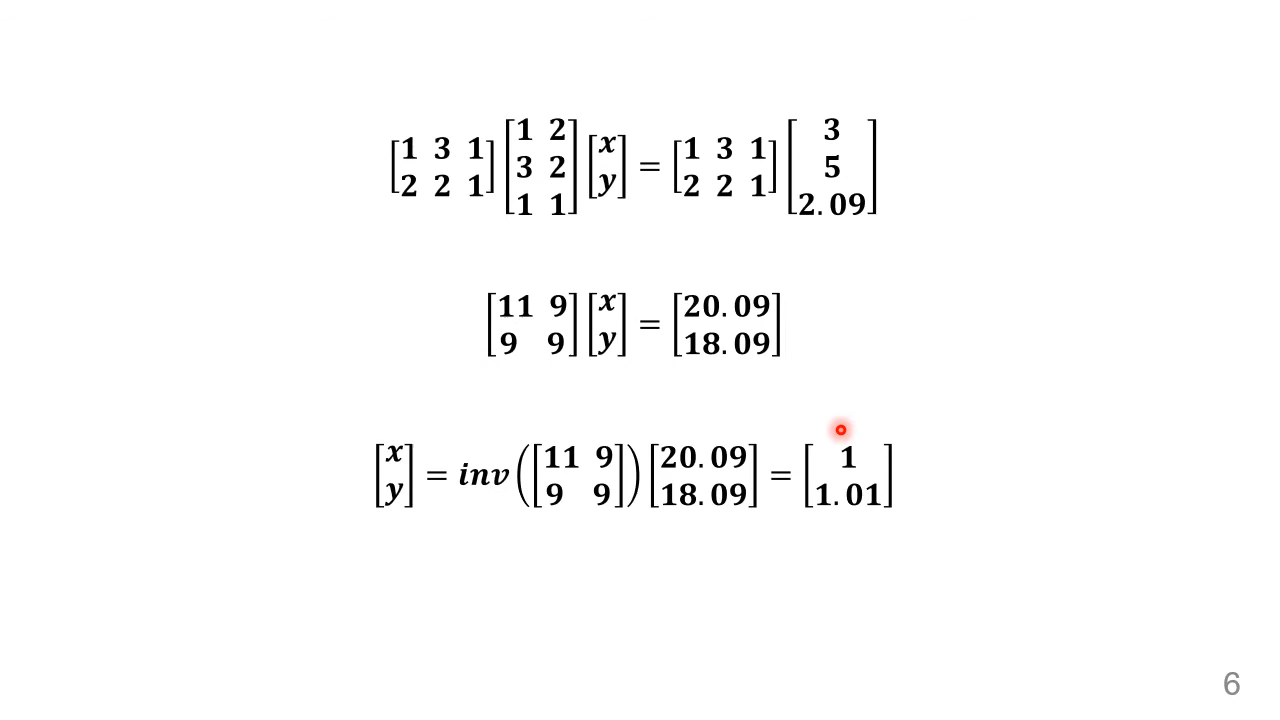 [1 3 1; 2 2 1] [1 2; 3 2; 1 1] [x; y] = [1 3 1; 2 2 1] [3; 5; 2.09]
[11 9; 9 9] [x; y] = [20.09; 18.09]
[x; y] = inv([11 9; 9 9]) [20.09; 18.09] = [1; 1.01]
6